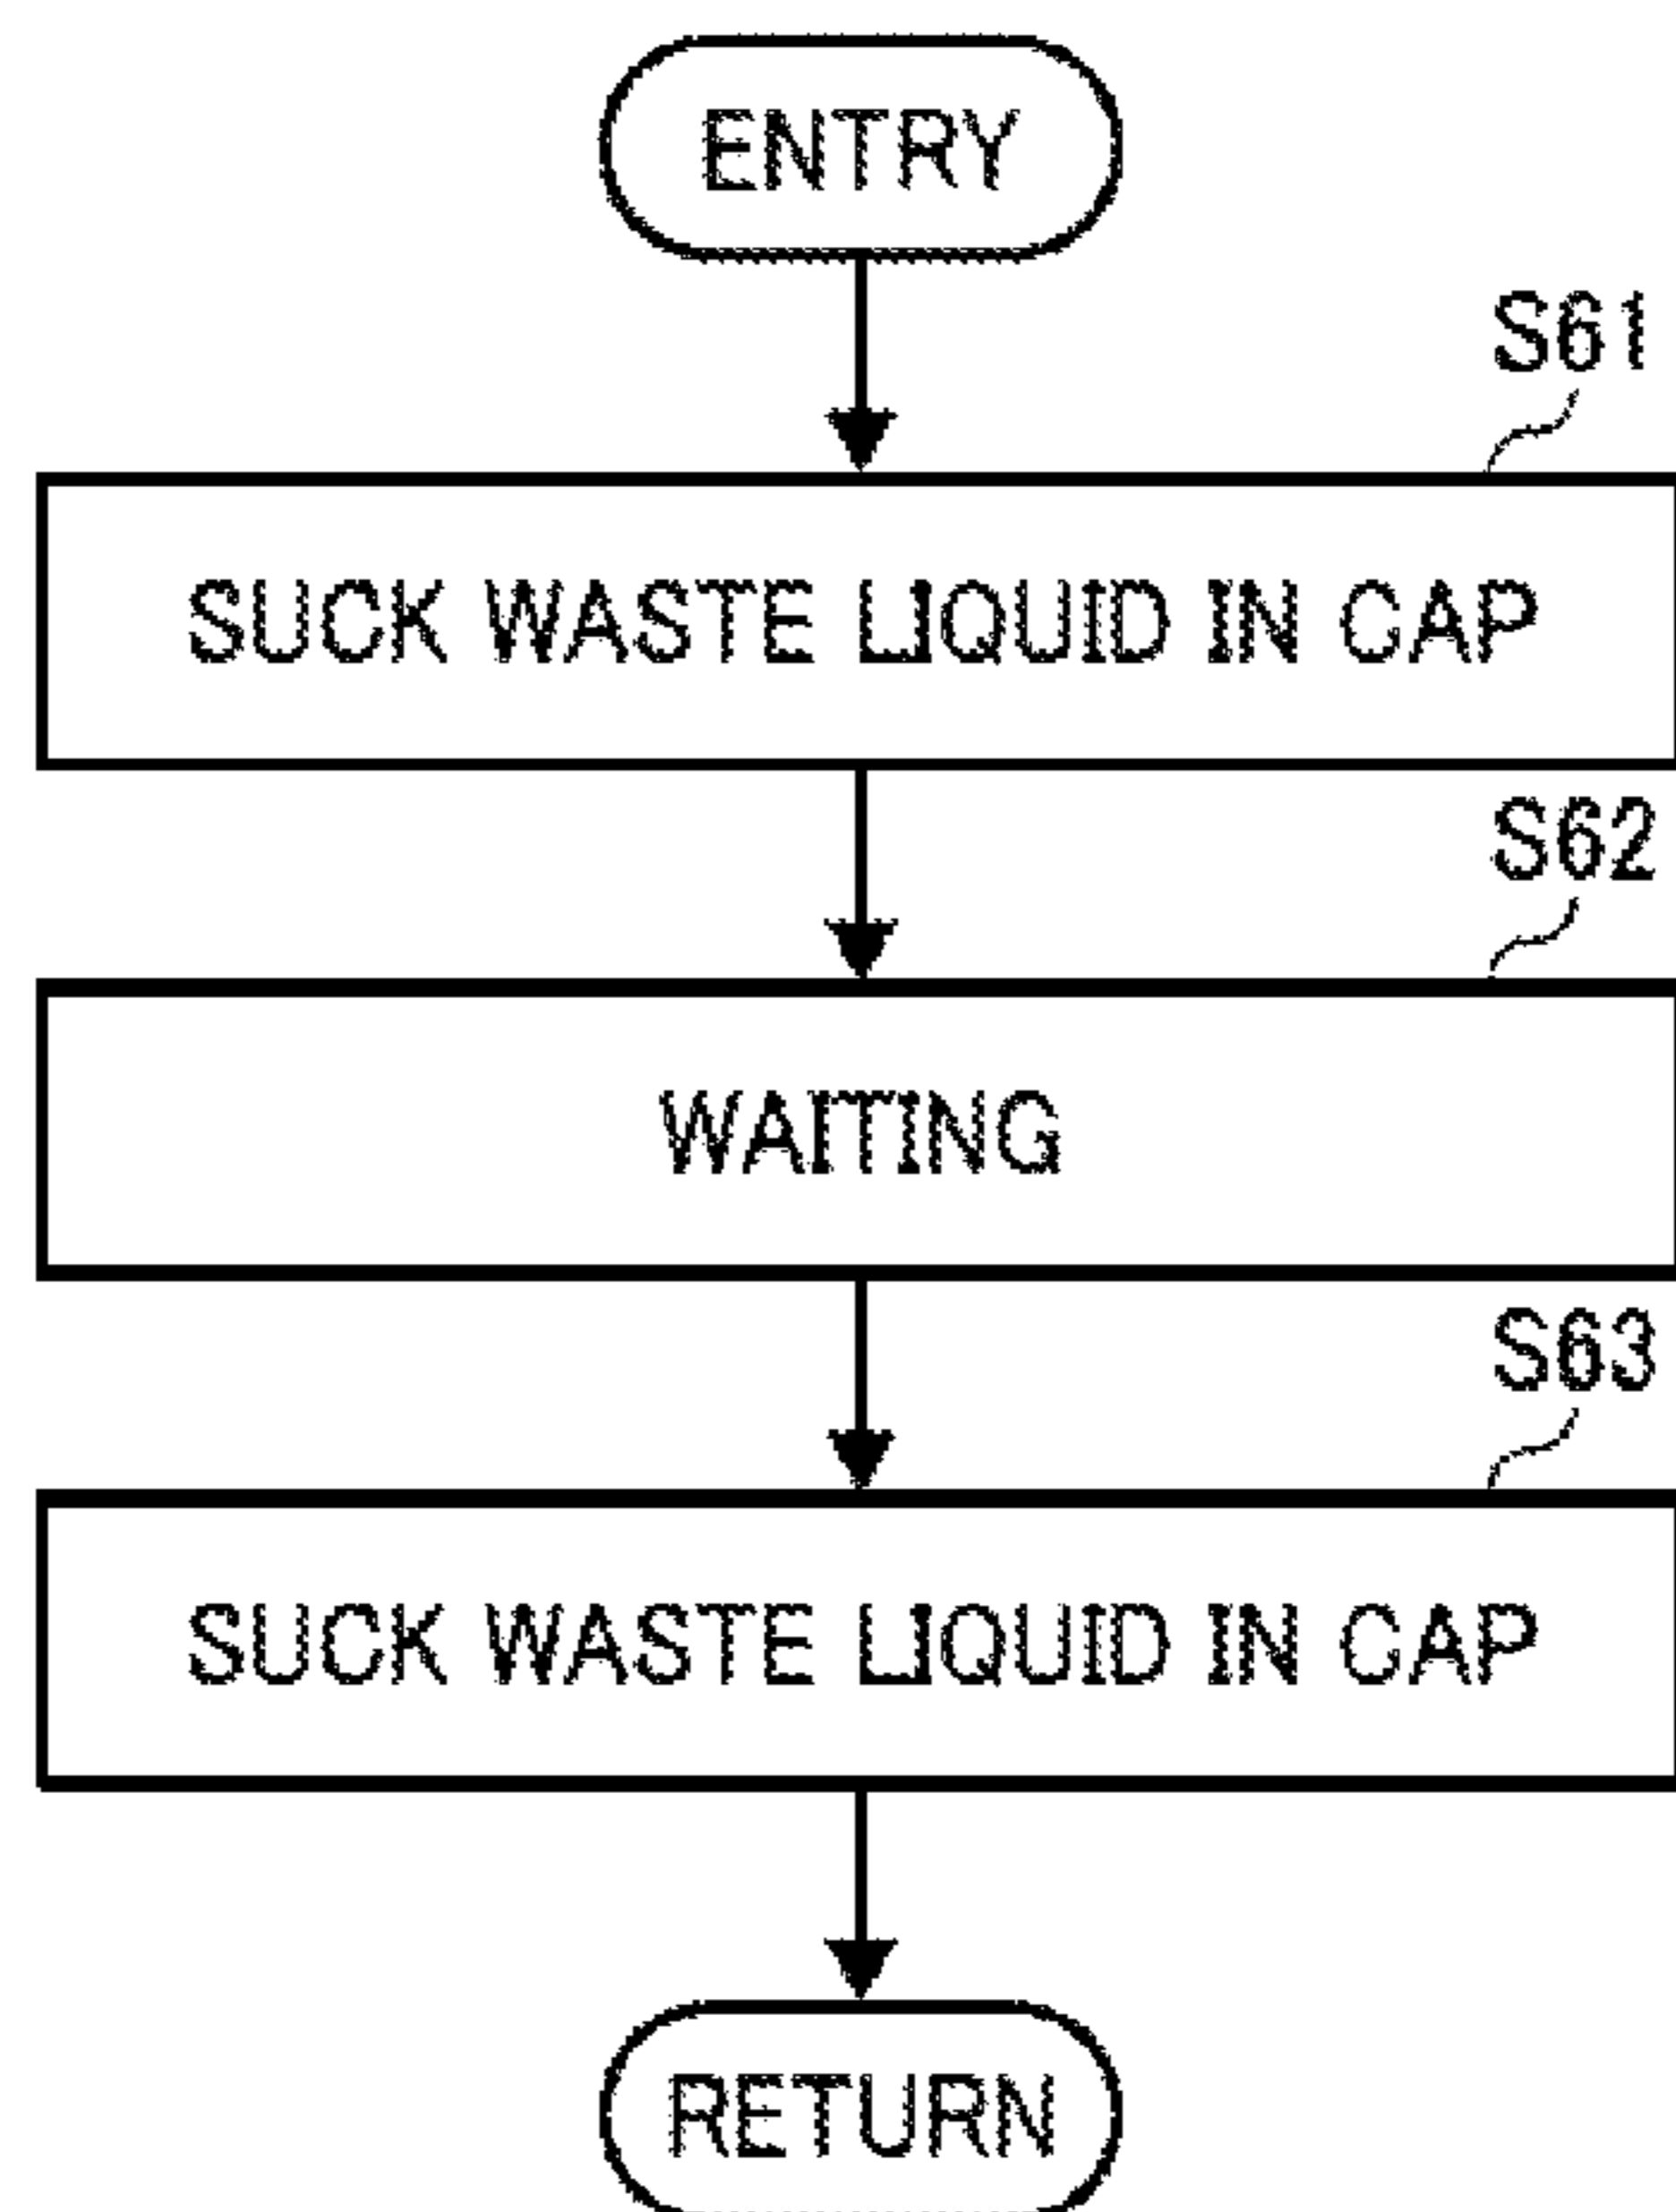 ENTRY
S61
SUCK WASTE LIQUID IN CAP
S62
WAITING
S63
SUCK WASTE LIQUID IN CAP
RETURN